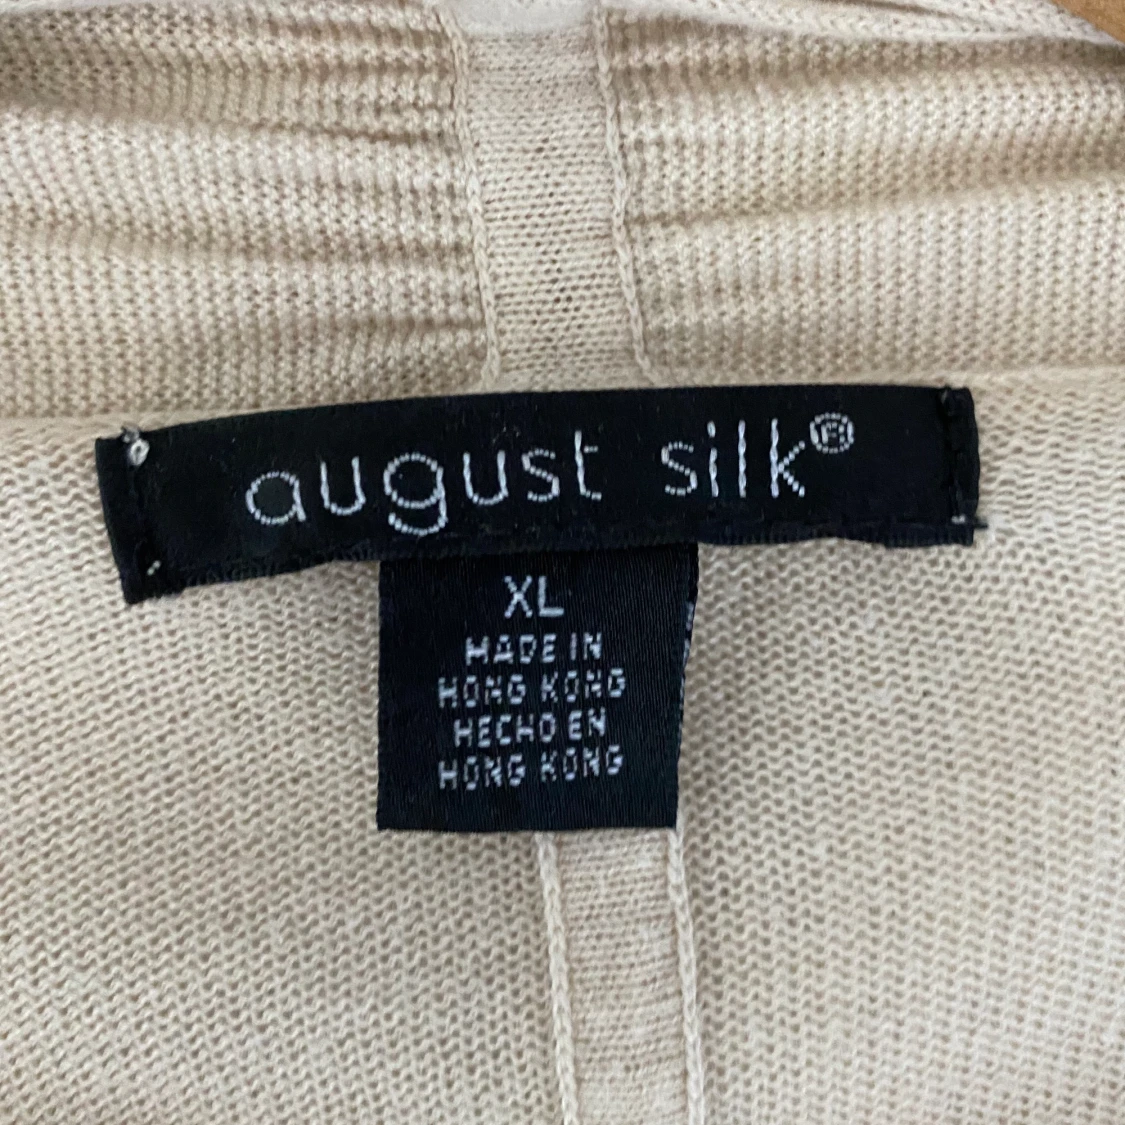 august silk®
XL
MADE IN
HONG KONG
HECHO EN
HONG KONG